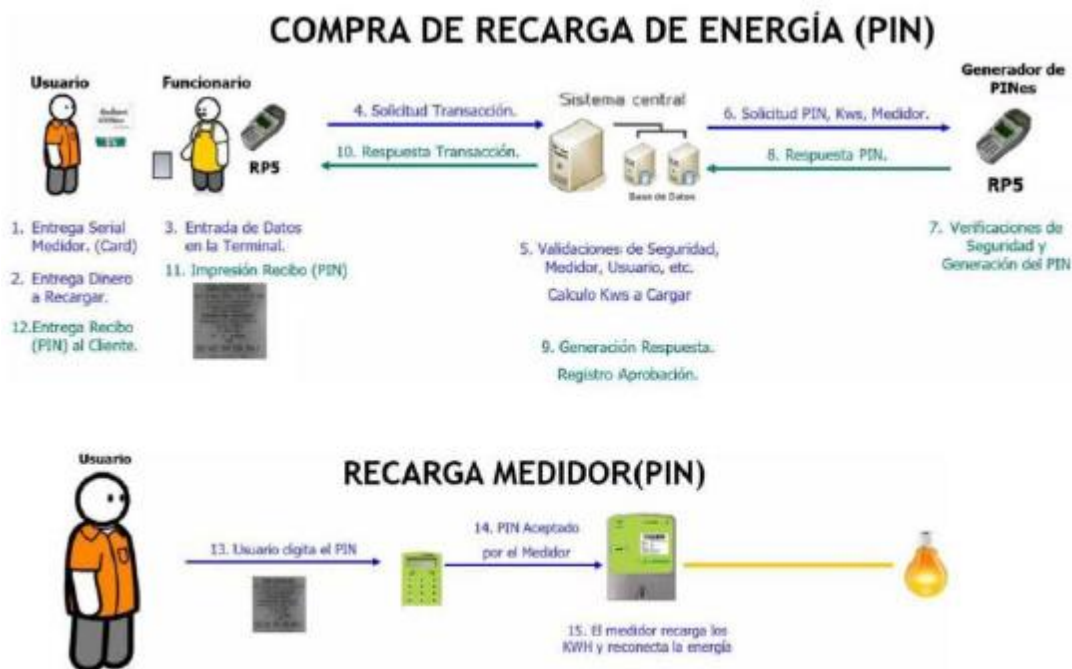 COMPRA DE RECARGA DE ENERGÍA (PIN)
Usuario
Funcionario
RP5
4. Solicitud Transacción.
10. Respuesta Transacción.
Sistema central
Base de Datos
6. Solicitud PIN, Kws, Medidor.
8. Respuesta PIN.
Generador de
PINes
RP5
1. Entrega Serial
Medidor. (Card)
2. Entrega Dinero
a Recargar.
12.Entrega Recibo
(PIN) al Cliente.
3. Entrada de Datos
en la Terminal.
11. Impresión Recibo (PIN)
5. Validaciones de Seguridad,
Medidor, Usuario, etc.
Calculo Kws a Cargar
9. Generación Respuesta.
Registro Aprobación.
7. Verificaciones de
Seguridad y
Generación del PIN
RECARGA MEDIDOR(PIN)
Usuario
13. Usuario digita el PIN
14. PIN Aceptado
por el Medidor
15. El medidor recarga los
KWH y reconecta la energía